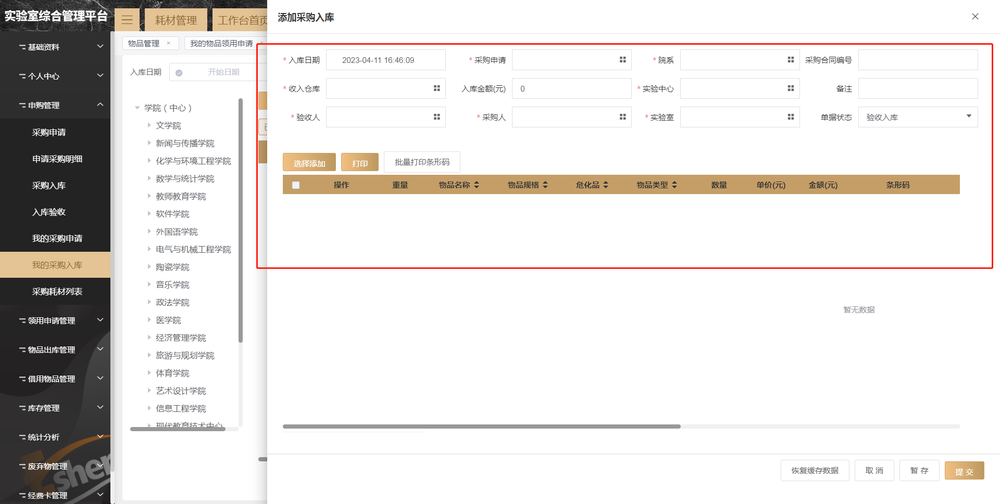 实验室综合管理平台
耗材管理
工作台首页
添加采购入库
物品管理 ×
我的物品领用申请 ×
基础资料
个人中心
申购管理
采购申请
申请采购明细
采购入库
入库验收
我的采购申请
我的采购入库
采购耗材列表
领用申请管理
物品出库管理
借用物品管理
库存管理
统计分析
废弃物管理
经费卡管理
sher
入库日期 开始日期
学院（中心）
文学院
新闻与传播学院
化学与环境工程学院
数学与统计学院
教师教育学院
软件学院
外国语学院
电气与机械工程学院
陶瓷学院
音乐学院
政法学院
医学院
经济管理学院
旅游与规划学院
体育学院
艺术设计学院
信息工程学院
现代教育技术中心
* 入库日期 2023-04-11 16:46:09 * 采购申请 * 院系 采购合同编号
* 收入仓库 入库金额(元) 0 * 实验中心 备注
* 验收人 * 采购人 * 实验室 单据状态 验收入库
选择添加 打印 批量打印条形码
操作 重量 物品名称 物品规格 危化品 物品类型 数量 单价(元) 金额(元) 条形码
暂无数据
恢复缓存数据 取 消 暂 存 提 交